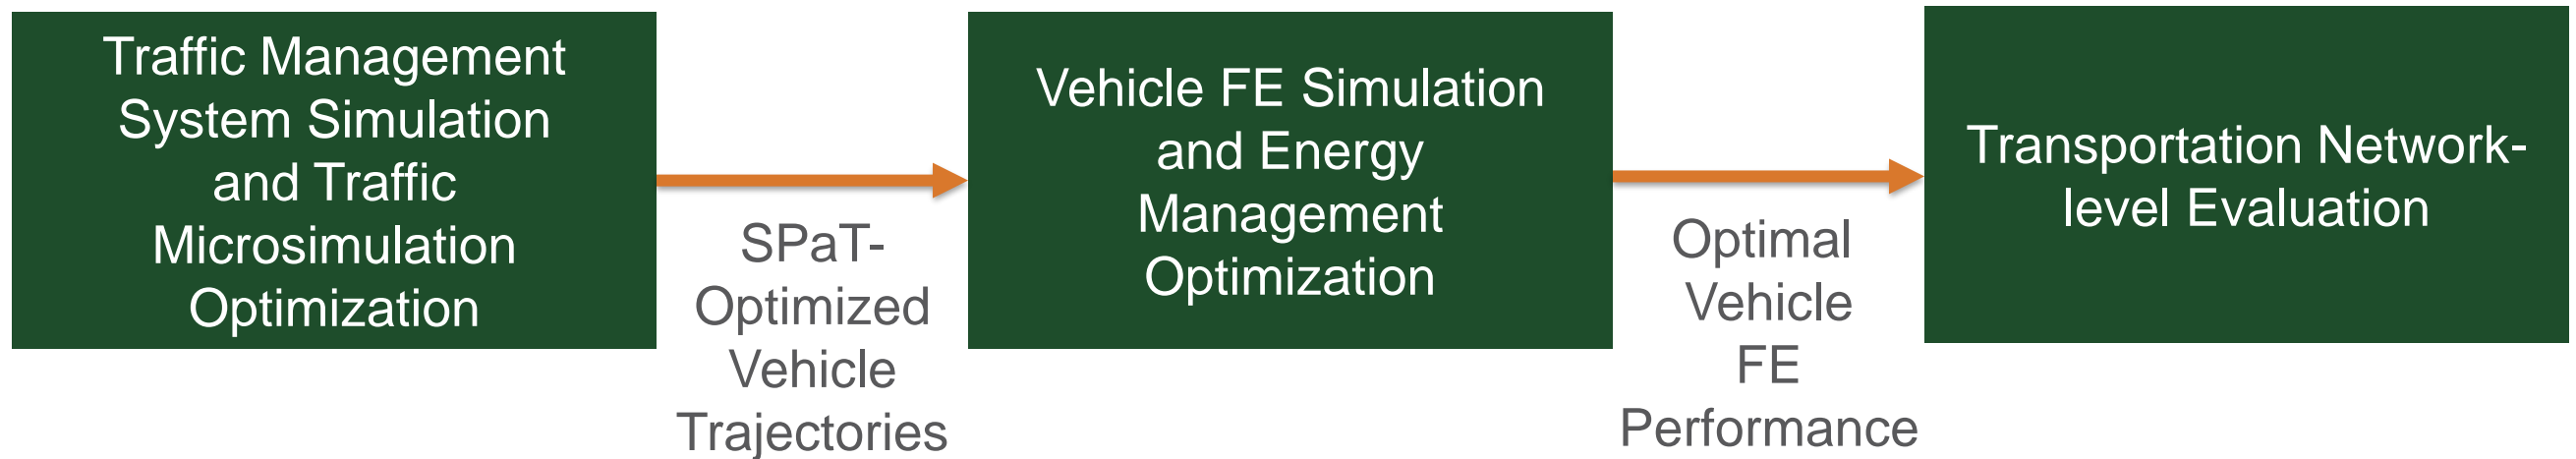 Traffic Management
System Simulation
and Traffic
Microsimulation
Optimization
SPaT-
Optimized
Vehicle
Trajectories
Vehicle FE Simulation
and Energy
Management
Optimization
Optimal
Vehicle
FE
Performance
Transportation Network-
level Evaluation